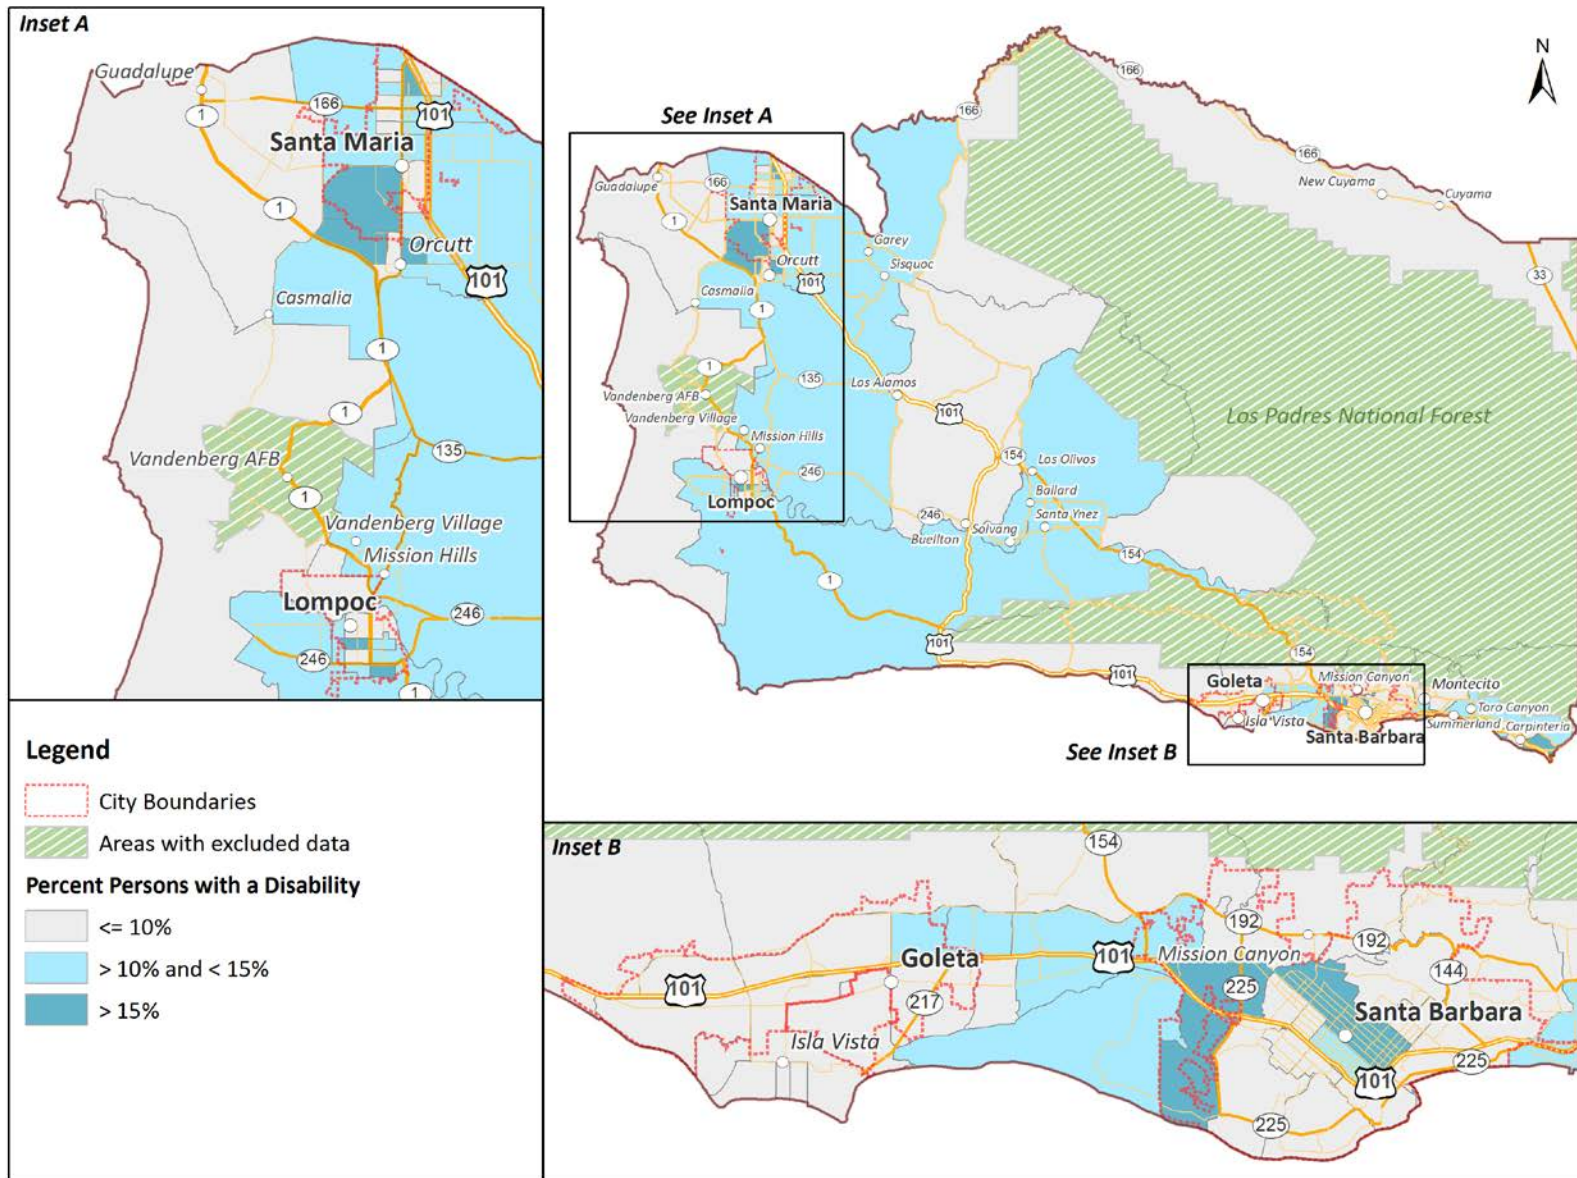 Inset A
Guadalupe
1
166
101
Santa Maria
1
Orcutt
101
Casmalia
1
1
135
Vandenberg AFB
1
Vandenberg Village
Mission Hills
Lompoc
246
246
1
Legend
City Boundaries
Areas with excluded data
Percent Persons with a Disability
<= 10%
> 10% and < 15%
> 15%
N
166
166
See Inset A
166
Guadalupe
166
New Cuyama
Cuyama
Santa Maria
1
Garey
Orcutt
Sisquoc
33
101
Casmalia
1
1
135
Los Alamos
Vandenberg AFB
101
Los Padres National Forest
Vandenberg Village
Mission Hills
154
Los Olivos
246
Lompoc
Ballard
246
Solvang
Santa Ynez
Buellton
154
1
101
154
101
Goleta
Mission Canyon
Montecito
Isla Vista
Toro Canyon
Summerland
Carpinteria
Santa Barbara
See Inset B
Inset B
154
192
192
Mission Canyon
101
Goleta
144
101
217
225
Santa Barbara
Isla Vista
225
101
225